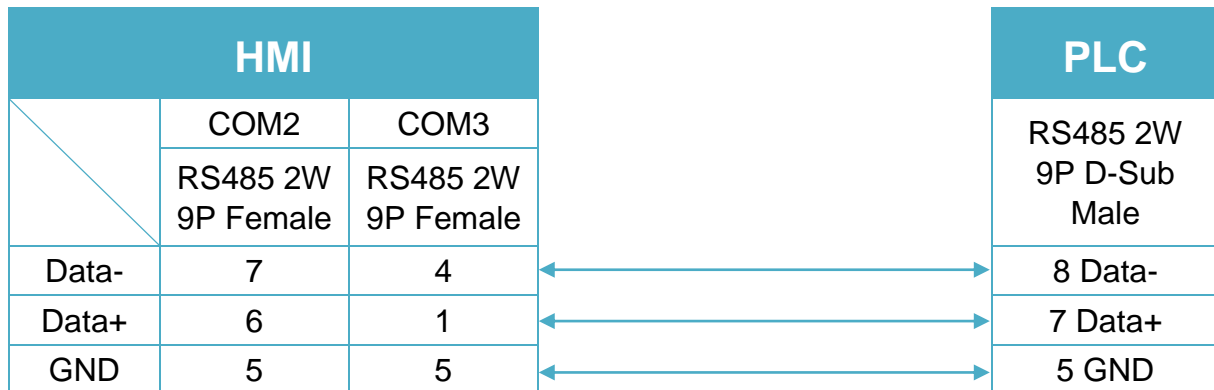 HMI
PLC
COM2 COM3
RS485 2W
9P Female
RS485 2W
9P Female
RS485 2W
9P D-Sub
Male
Data- 7 4 8 Data-
Data+ 6 1 7 Data+
GND 5 5 5 GND